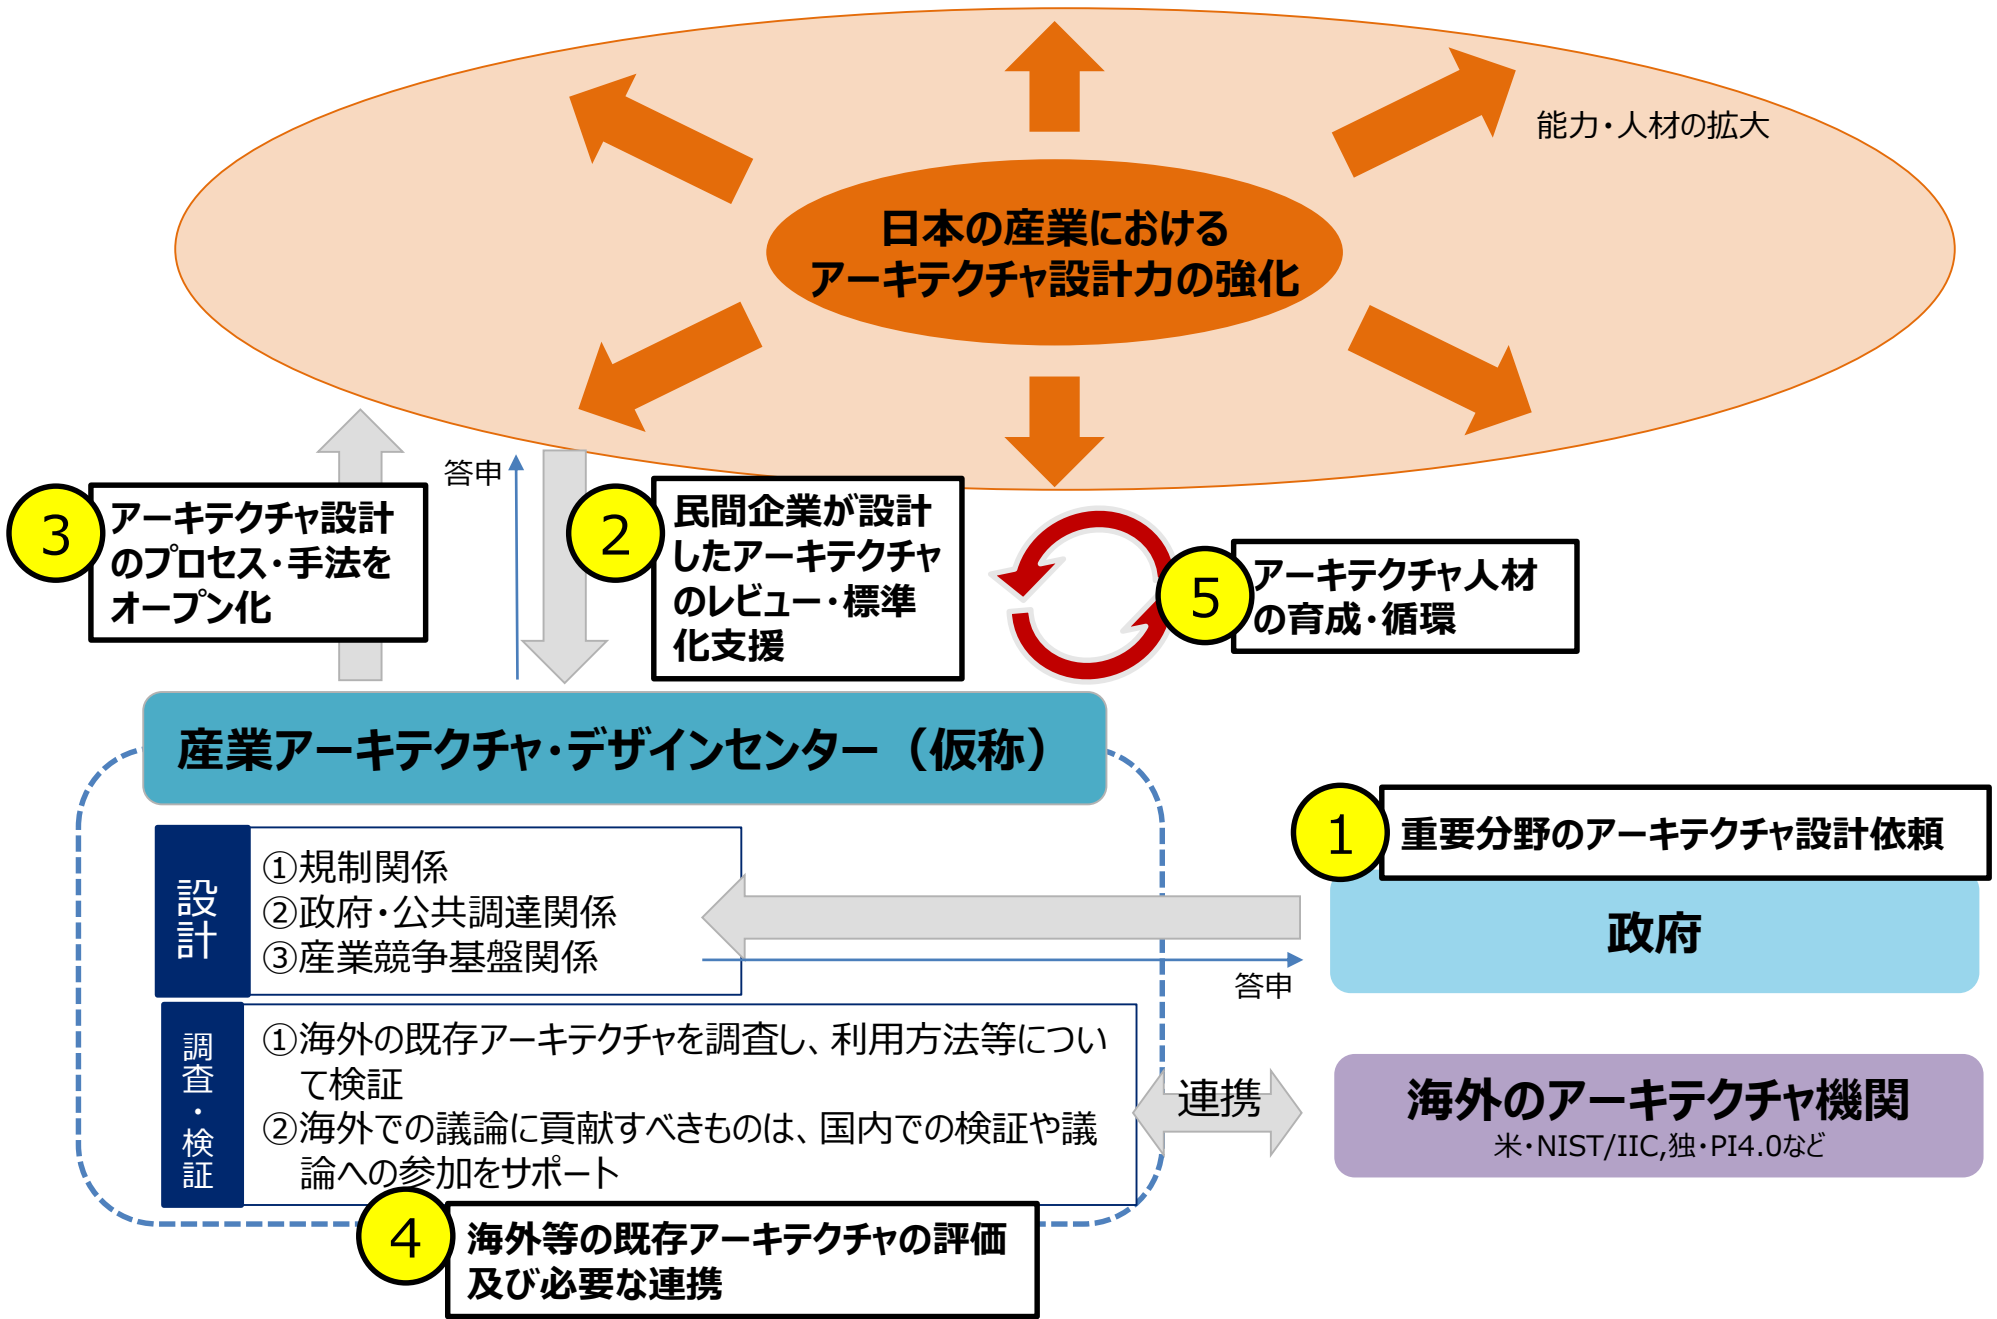 能力・人材の拡大
日本の産業における
アーキテクチャ設計力の強化
答申
3
アーキテクチャ設計
のプロセス・手法を
オープン化
2
民間企業が設計
したアーキテクチャ
のレビュー・標準
化支援
5
アーキテクチャ人材
の育成・循環
産業アーキテクチャ・デザインセンター（仮称）
1
重要分野のアーキテクチャ設計依頼
政府
設計
①規制関係
②政府・公共調達関係
③産業競争基盤関係
答申
調査・検証
①海外の既存アーキテクチャを調査し、利用方法等につい
て検証
②海外での議論に貢献すべきものは、国内での検証や議
論への参加をサポート
連携
海外のアーキテクチャ機関
米・NIST/IIC,独・PI4.0など
4
海外等の既存アーキテクチャの評価
及び必要な連携